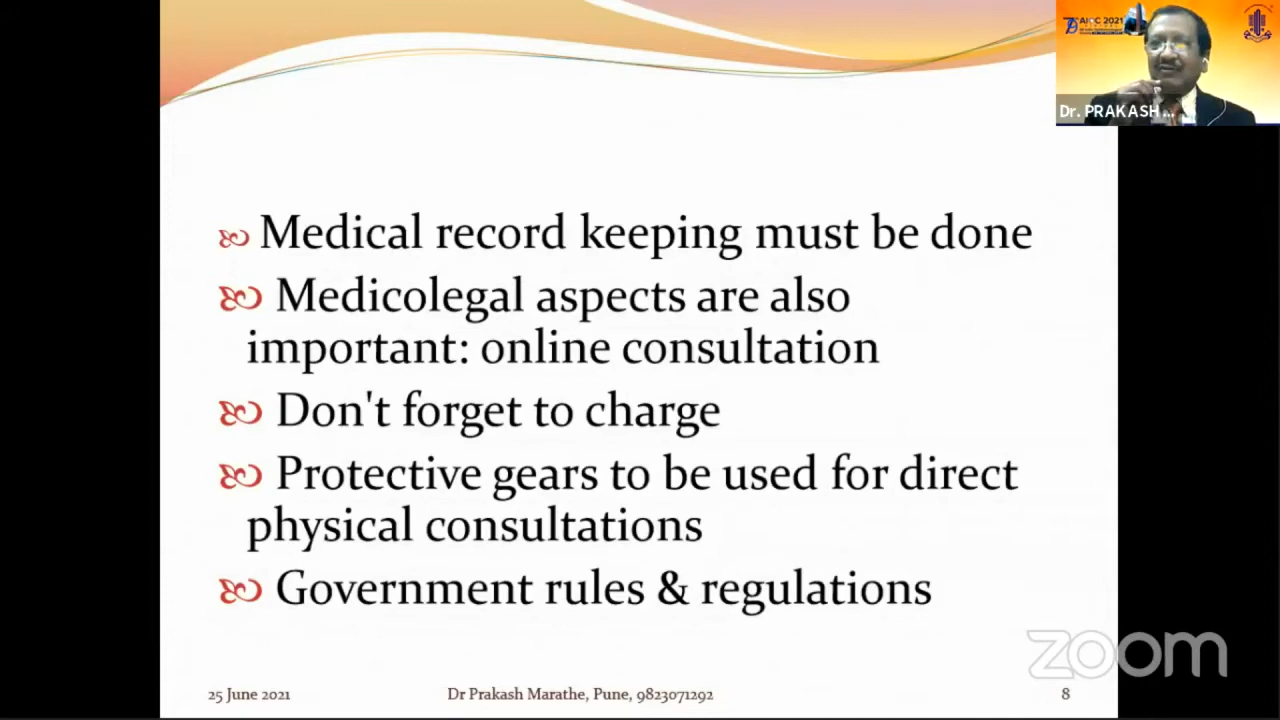 AIOC 2021
Dr. PRAKASH ...
Medical record keeping must be done
Medicolegal aspects are also
important: online consultation
Don't forget to charge
Protective gears to be used for direct
physical consultations
Government rules & regulations
zoom
25 June 2021
Dr Prakash Marathe, Pune, 9823071292
8